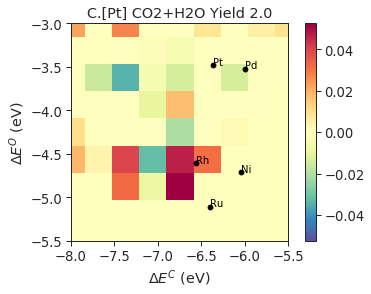 C.[Pt] CO2+H2O Yield 2.0
−3.0
−3.5
−4.0
−4.5
−5.0
−5.5
ΔE^O (eV)
Pt
Pd
Rh
Ni
Ru
−8.0 −7.5 −7.0 −6.5 −6.0 −5.5
ΔE^C (eV)
0.04
0.02
0.00
−0.02
−0.04